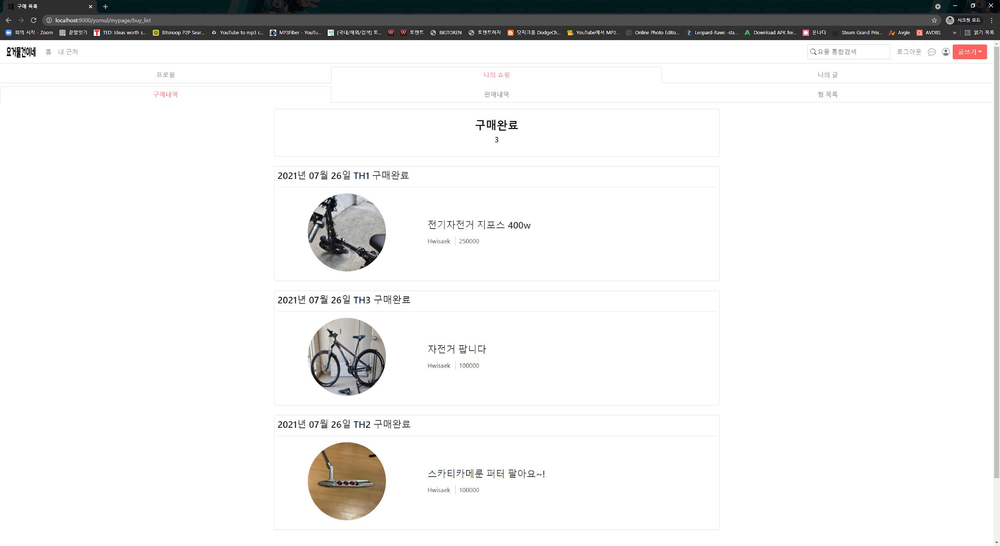 요물 구매 목록
localhost:9000/yomul/mypage/buy_list
시크릿 모드
회의 시작 - Zoom
끝말잇기
TED: Ideas worth s...
Bitsnoop P2P Sear...
YouTube to mp3 c...
MP3Fiber - YouTu...
[국내/해외/검색] 토...
토렌트
BIGTOREN
토렌트하자
닷지크롬 DodgeCh...
YouTube에서 MP3...
Online Photo Edito...
Leopard-Raws -sta...
Download APK fre...
온나다
Steam Grand Prix...
Avgle
AVDBS
»
읽기 목록
요거물건이네
홈
내 근처
요물 통합검색
로그아웃
글쓰기
프로필
나의 쇼핑
나의 글
구매내역
판매내역
찜 목록
구매완료
3
2021년 07월 26일 TH1 구매완료
전기자전거 지포스 400w
Hwisaek 250000
2021년 07월 26일 TH3 구매완료
자전거 팝니다
Hwisaek 100000
2021년 07월 26일 TH2 구매완료
스카티카메룬 퍼터 팔아요~!
Hwisaek 100000